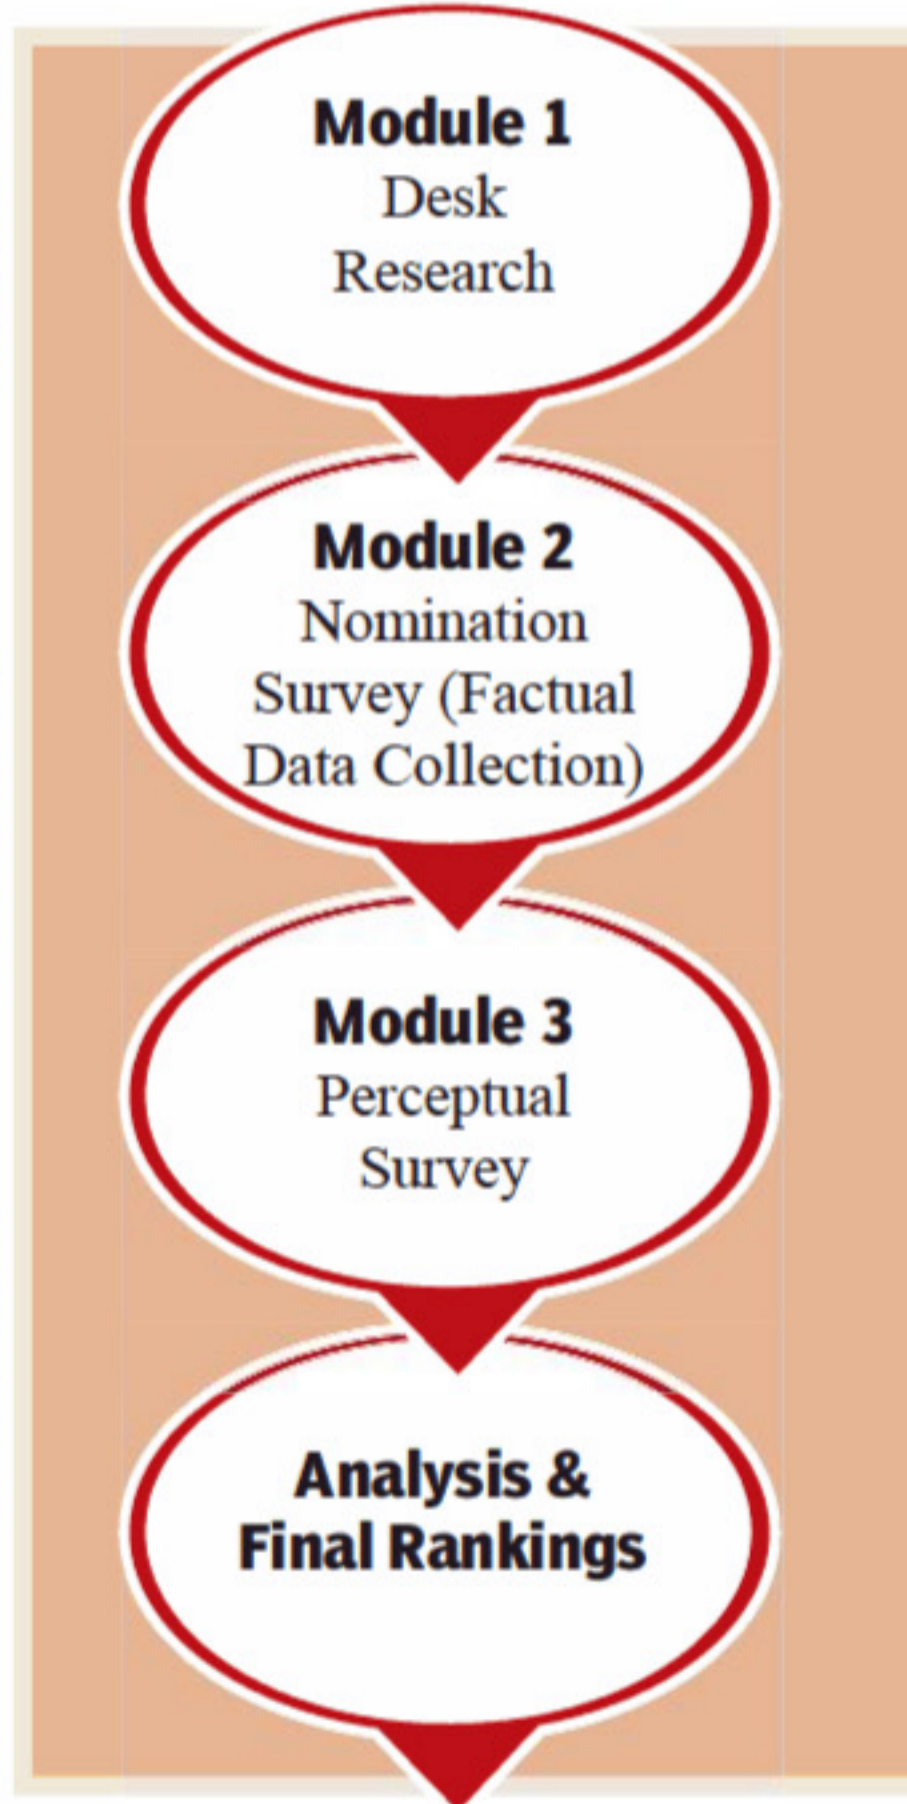 Module 1
Desk
Research
Module 2
Nomination
Survey (Factual
Data Collection)
Module 3
Perceptual
Survey
Analysis &
Final Rankings